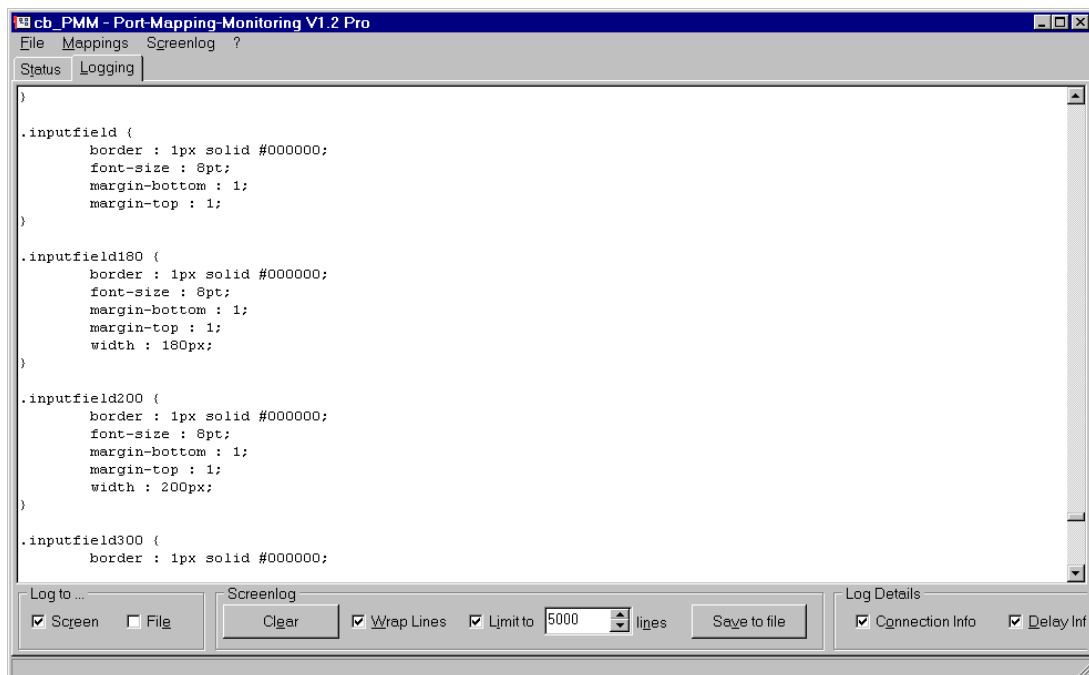 cb_PMM - Port-Mapping-Monitoring V1.2 Pro
File Mappings Screenlog ?
Status Logging
}
.inputfield {
border : 1px solid #000000;
font-size : 8pt;
margin-bottom : 1;
margin-top : 1;
}
.inputfield180 {
border : 1px solid #000000;
font-size : 8pt;
margin-bottom : 1;
margin-top : 1;
width : 180px;
}
.inputfield200 {
border : 1px solid #000000;
font-size : 8pt;
margin-bottom : 1;
margin-top : 1;
width : 200px;
}
.inputfield300 {
border : 1px solid #000000;
Log to ... Screenlog Log Details
Screen File Clear Wrap Lines Limit to 5000 lines Save to file Connection Info Delay Inf